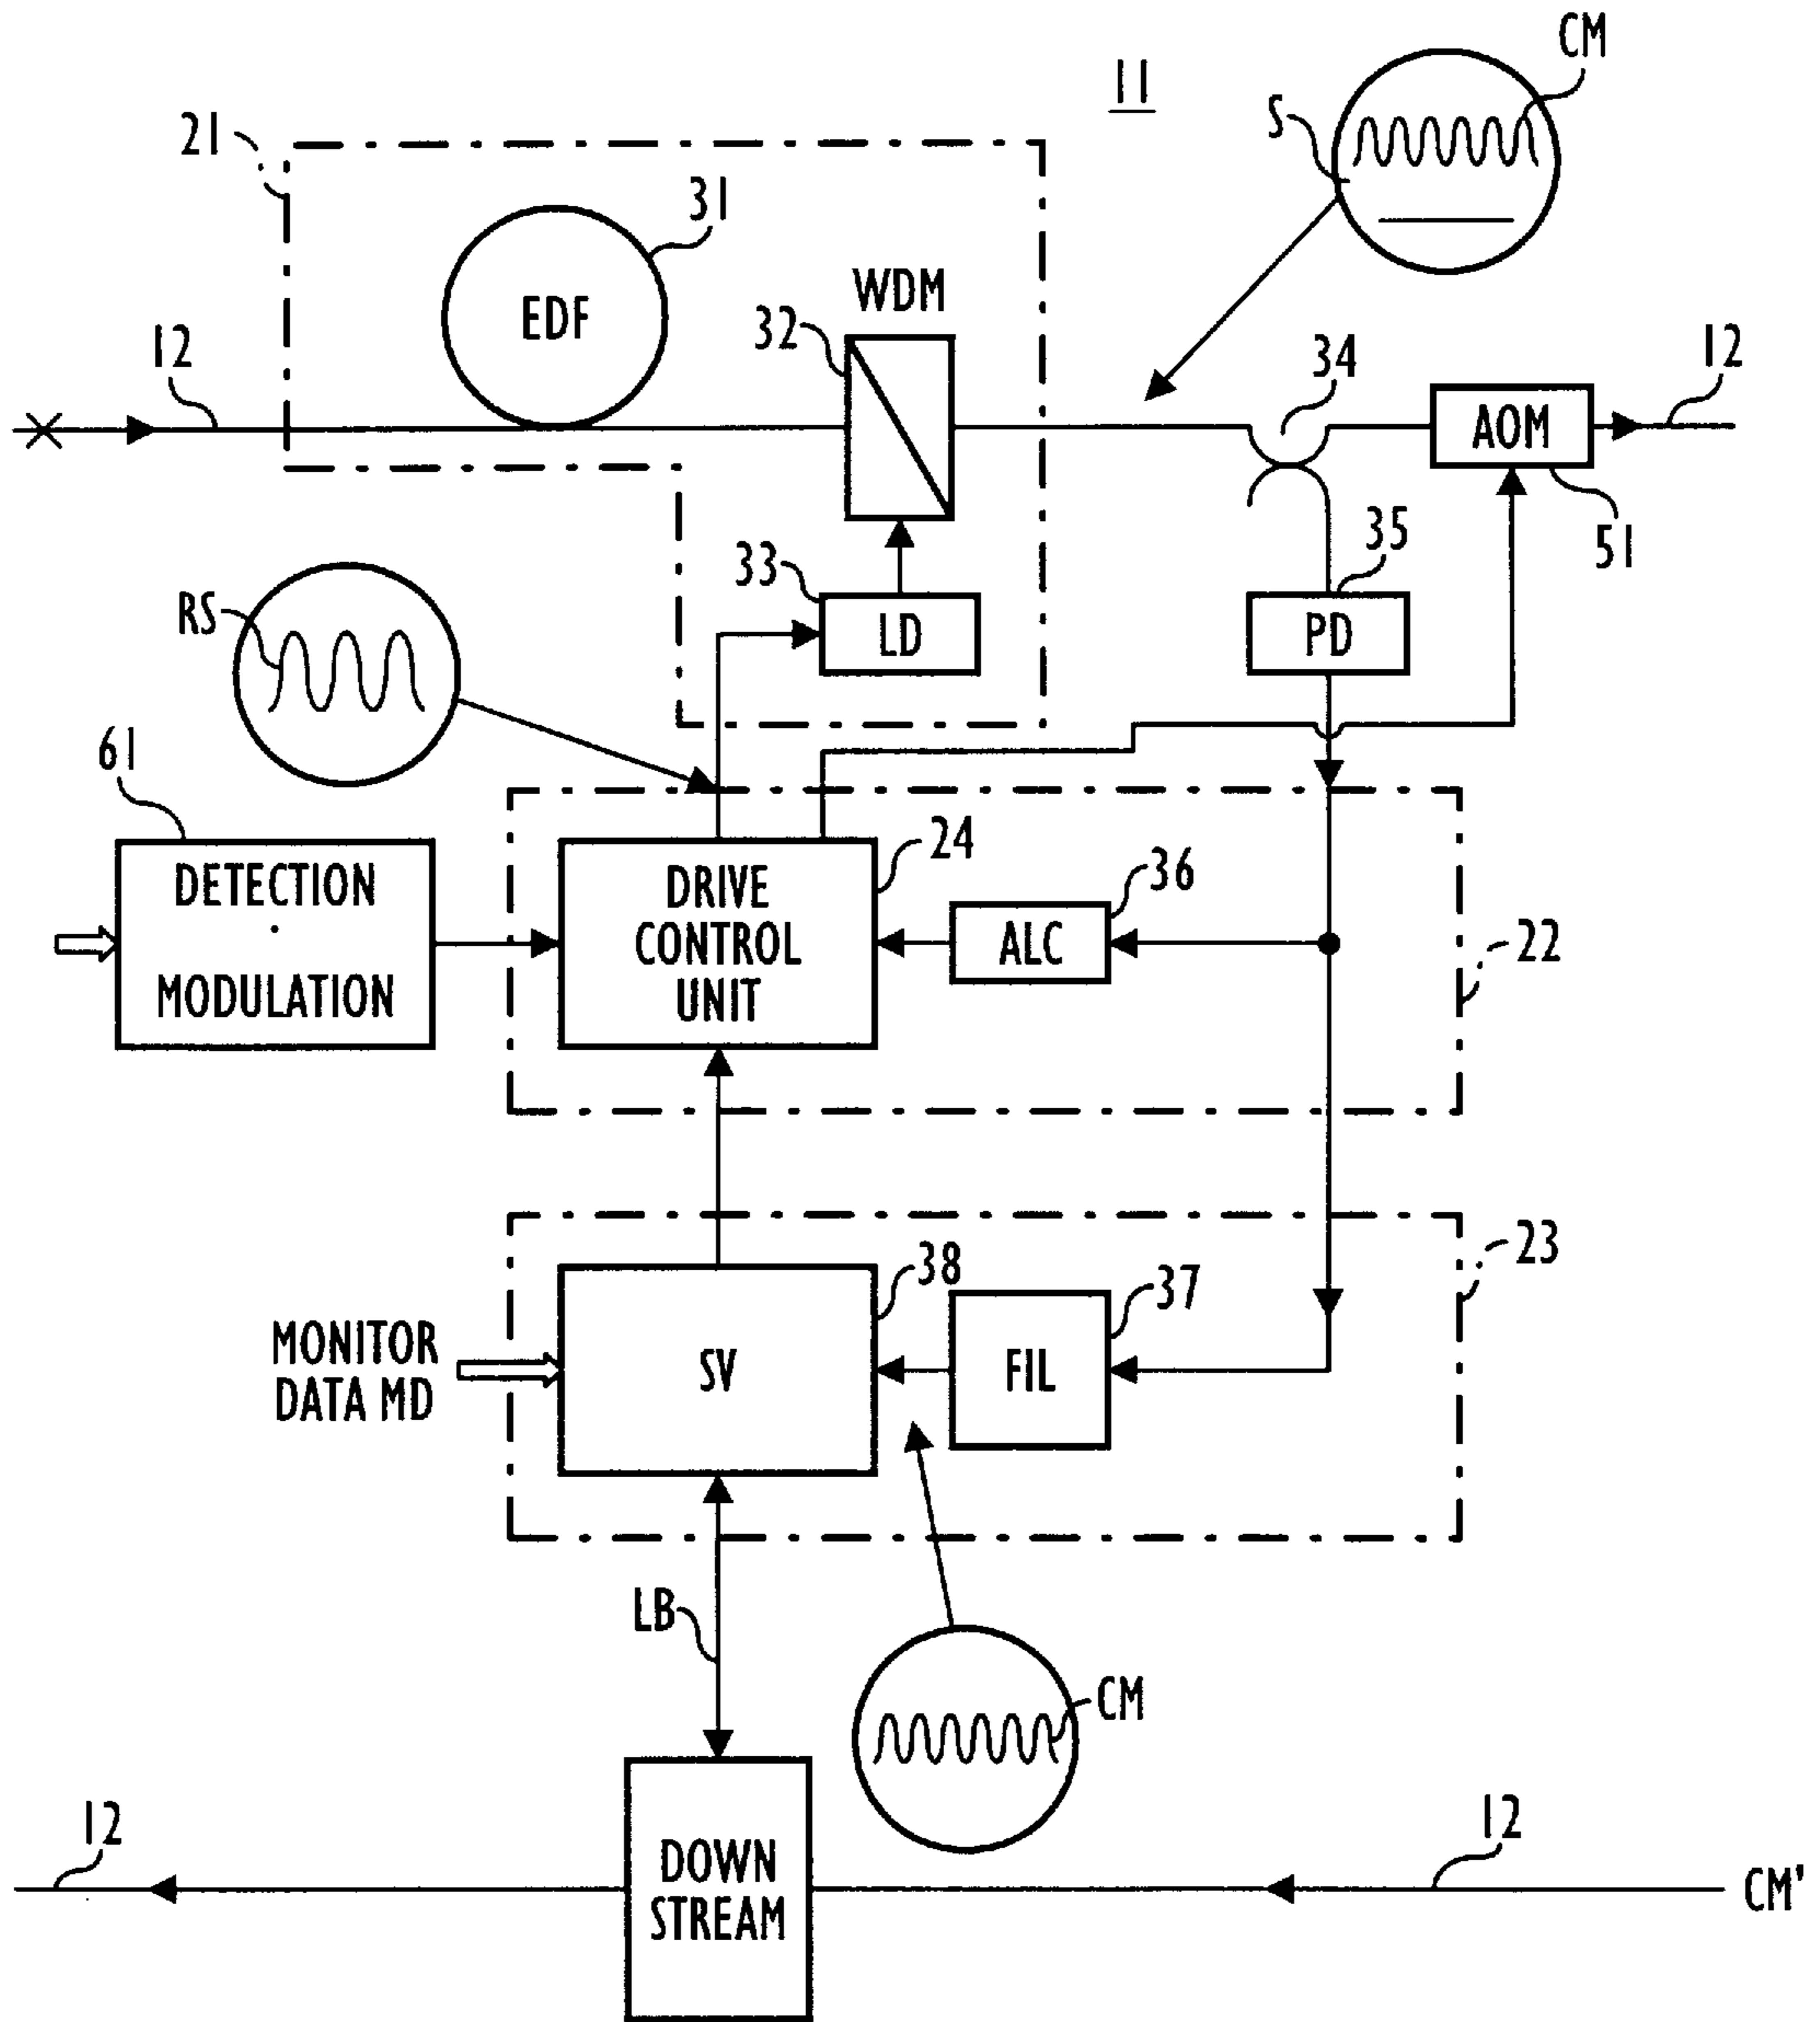 CM
11
S
21
31
EDF
WDM
32
12
34
12
AOM
51
35
PD
33
LD
RS
61
DETECTION
·
MODULATION
24
DRIVE
CONTROL
UNIT
36
ALC
22
23
38
SV
37
FIL
MONITOR
DATA MD
LB
CM
12
DOWN
STREAM
12
CM'